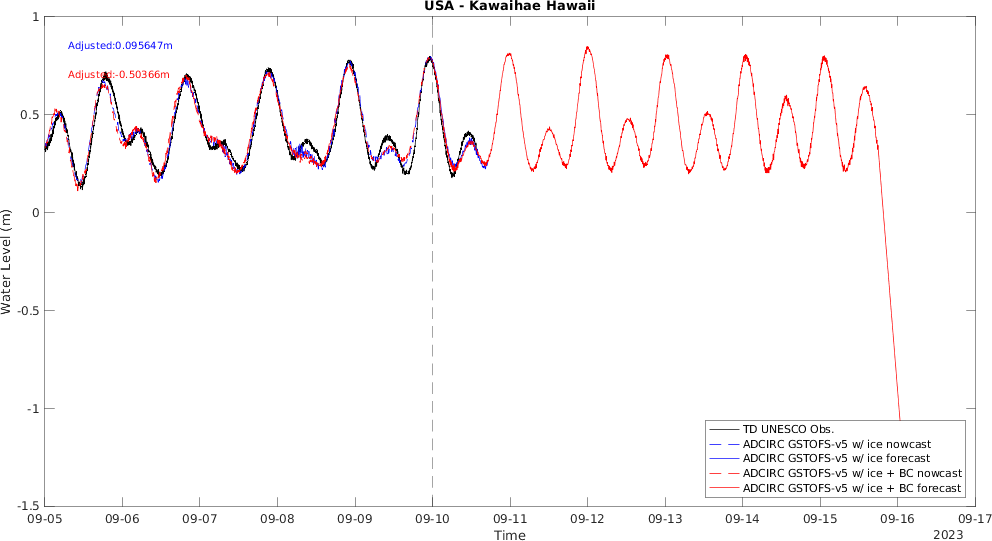 USA - Kawaihae Hawaii
Adjusted:0.095647m
Adjusted:-0.50366m
Water Level (m)
1
0.5
0
-0.5
-1
-1.5
TD UNESCO Obs.
ADCIRC GSTOFS-v5 w/ ice nowcast
ADCIRC GSTOFS-v5 w/ ice forecast
ADCIRC GSTOFS-v5 w/ ice + BC nowcast
ADCIRC GSTOFS-v5 w/ ice + BC forecast
09-05 09-06 09-07 09-08 09-09 09-10 09-11 09-12 09-13 09-14 09-15 09-16 09-17
Time
2023